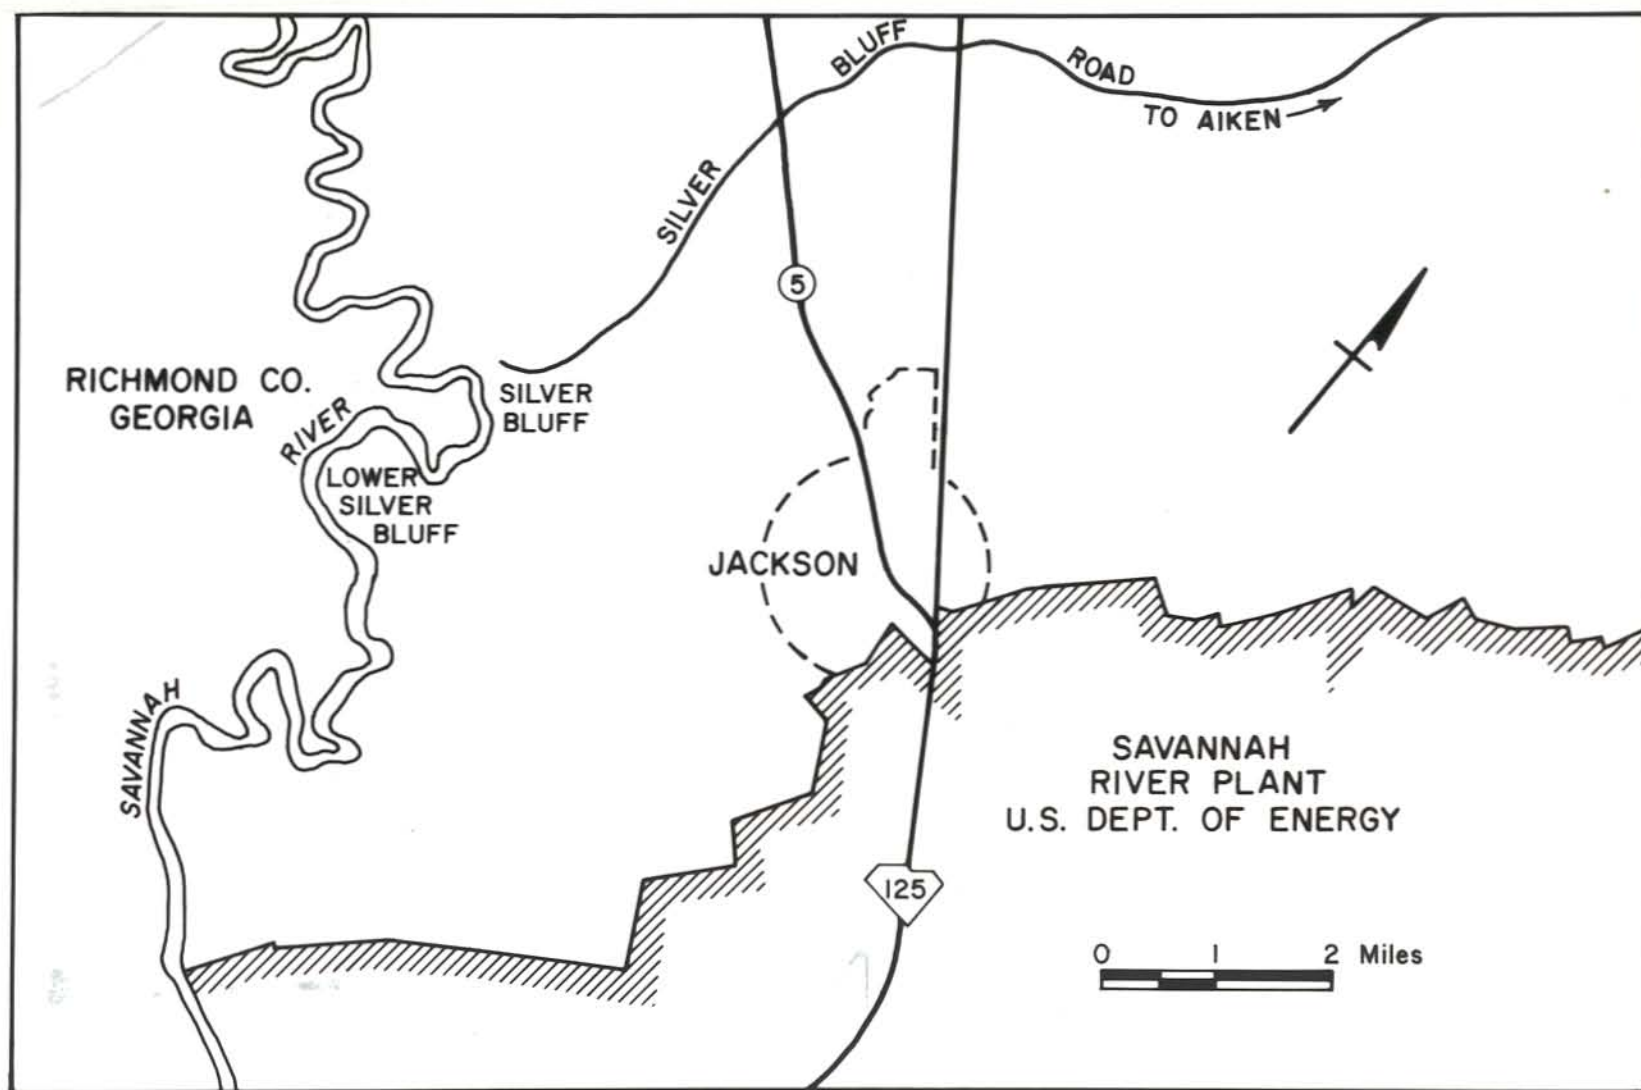 SILVER BLUFF ROAD
TO AIKEN
5
RICHMOND CO.
GEORGIA
SILVER
BLUFF
SAVANNAH RIVER
LOWER
SILVER
BLUFF
JACKSON
SAVANNAH
RIVER PLANT
U.S. DEPT. OF ENERGY
125
0 1 2 Miles